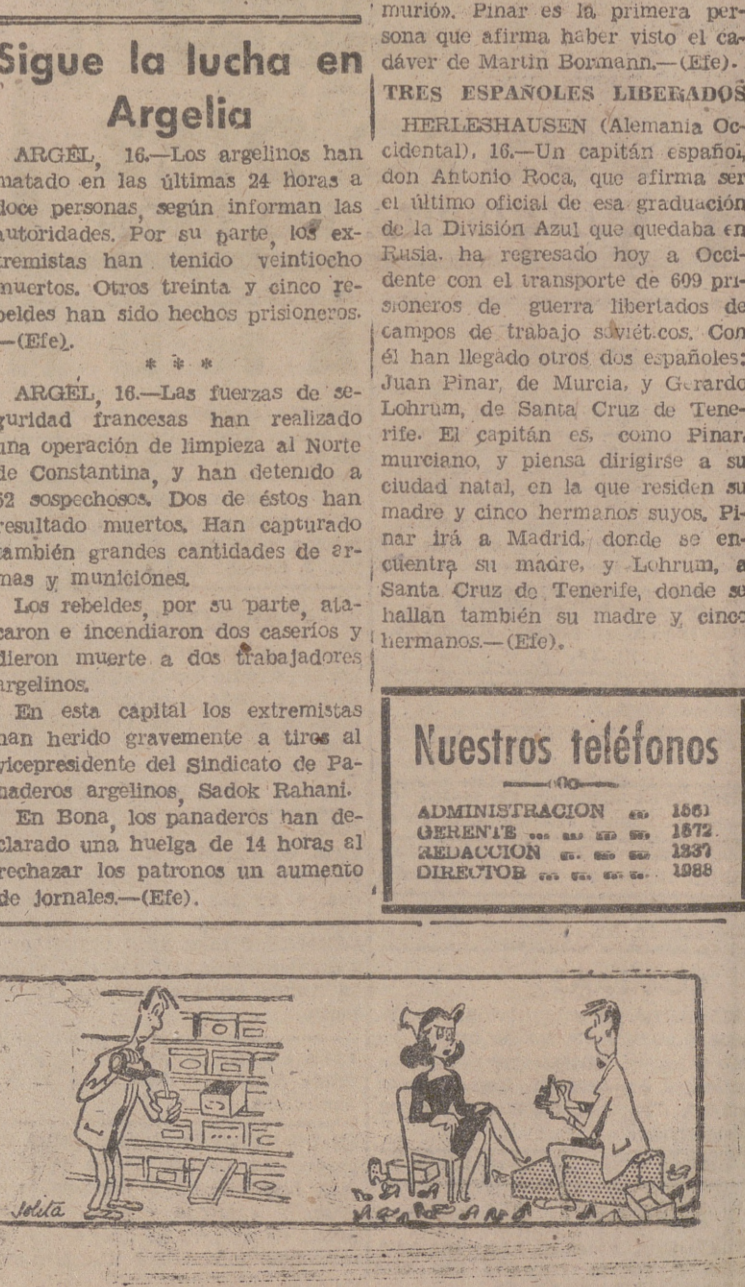 Sigue la lucha en
Argelia
ARGEL, 16.—Los argelinos han
matado en las últimas 24 horas a
doce personas, según informan las
autoridades. Por su parte, los ex-
tremistas han tenido veintiocho
muertos. Otros treinta y cinco re-
beldes han sido hechos prisioneros.
—(Efe).
* * *
ARGEL, 16.—Las fuerzas de se-
guridad francesas han realizado
una operación de limpieza al Norte
de Constantina, y han detenido a
62 sospechosos. Dos de éstos han
resultado muertos. Han capturado
también grandes cantidades de ar-
mas y municiones.
Los rebeldes, por su parte, ata-
caron e incendiaron dos caseríos y
dieron muerte a dos trabajadores
argelinos.
En esta capital los extremistas
han herido gravemente a tiros al
vicepresidente del Sindicato de Pa-
naderos argelinos, Sadok Rahani.
En Bona, los panaderos han de-
clarado una huelga de 14 horas al
rechazar los patronos un aumento
de jornales.—(Efe).
murió». Pinar es la primera per-
sona que afirma haber visto el ca-
dáver de Martin Bormann.—(Efe).
TRES ESPAÑOLES LIBERADOS
HERLESHAUSEN (Alemania Oc-
cidental), 16.—Un capitán español,
don Antonio Roca, que afirma ser
el último oficial de esa graduación
de la División Azul que quedaba en
Rusia, ha regresado hoy a Occi-
dente con el transporte de 609 pri-
sioneros de guerra libertados de
campos de trabajo soviét.cos. Con
él han llegado otros dos españoles:
Juan Pinar, de Murcia, y Gerardo
Lohrum, de Santa Cruz de Tene-
rife. El capitán es, como Pinar,
murciano, y piensa dirigirse a su
ciudad natal, en la que residen su
madre y cinco hermanos suyos. Pi-
nar irá a Madrid, donde se en-
cuentra su madre, y Lohrum, a
Santa Cruz de Tenerife, donde se
hallan también su madre y cinco
hermanos.—(Efe).
Nuestros teléfonos
ADMINISTRACION ... 1561
GERENTE ... ... ... ... 1572
REDACCION ... ... ...
DIRECTOR ... ... ... ... 1988
Jolita